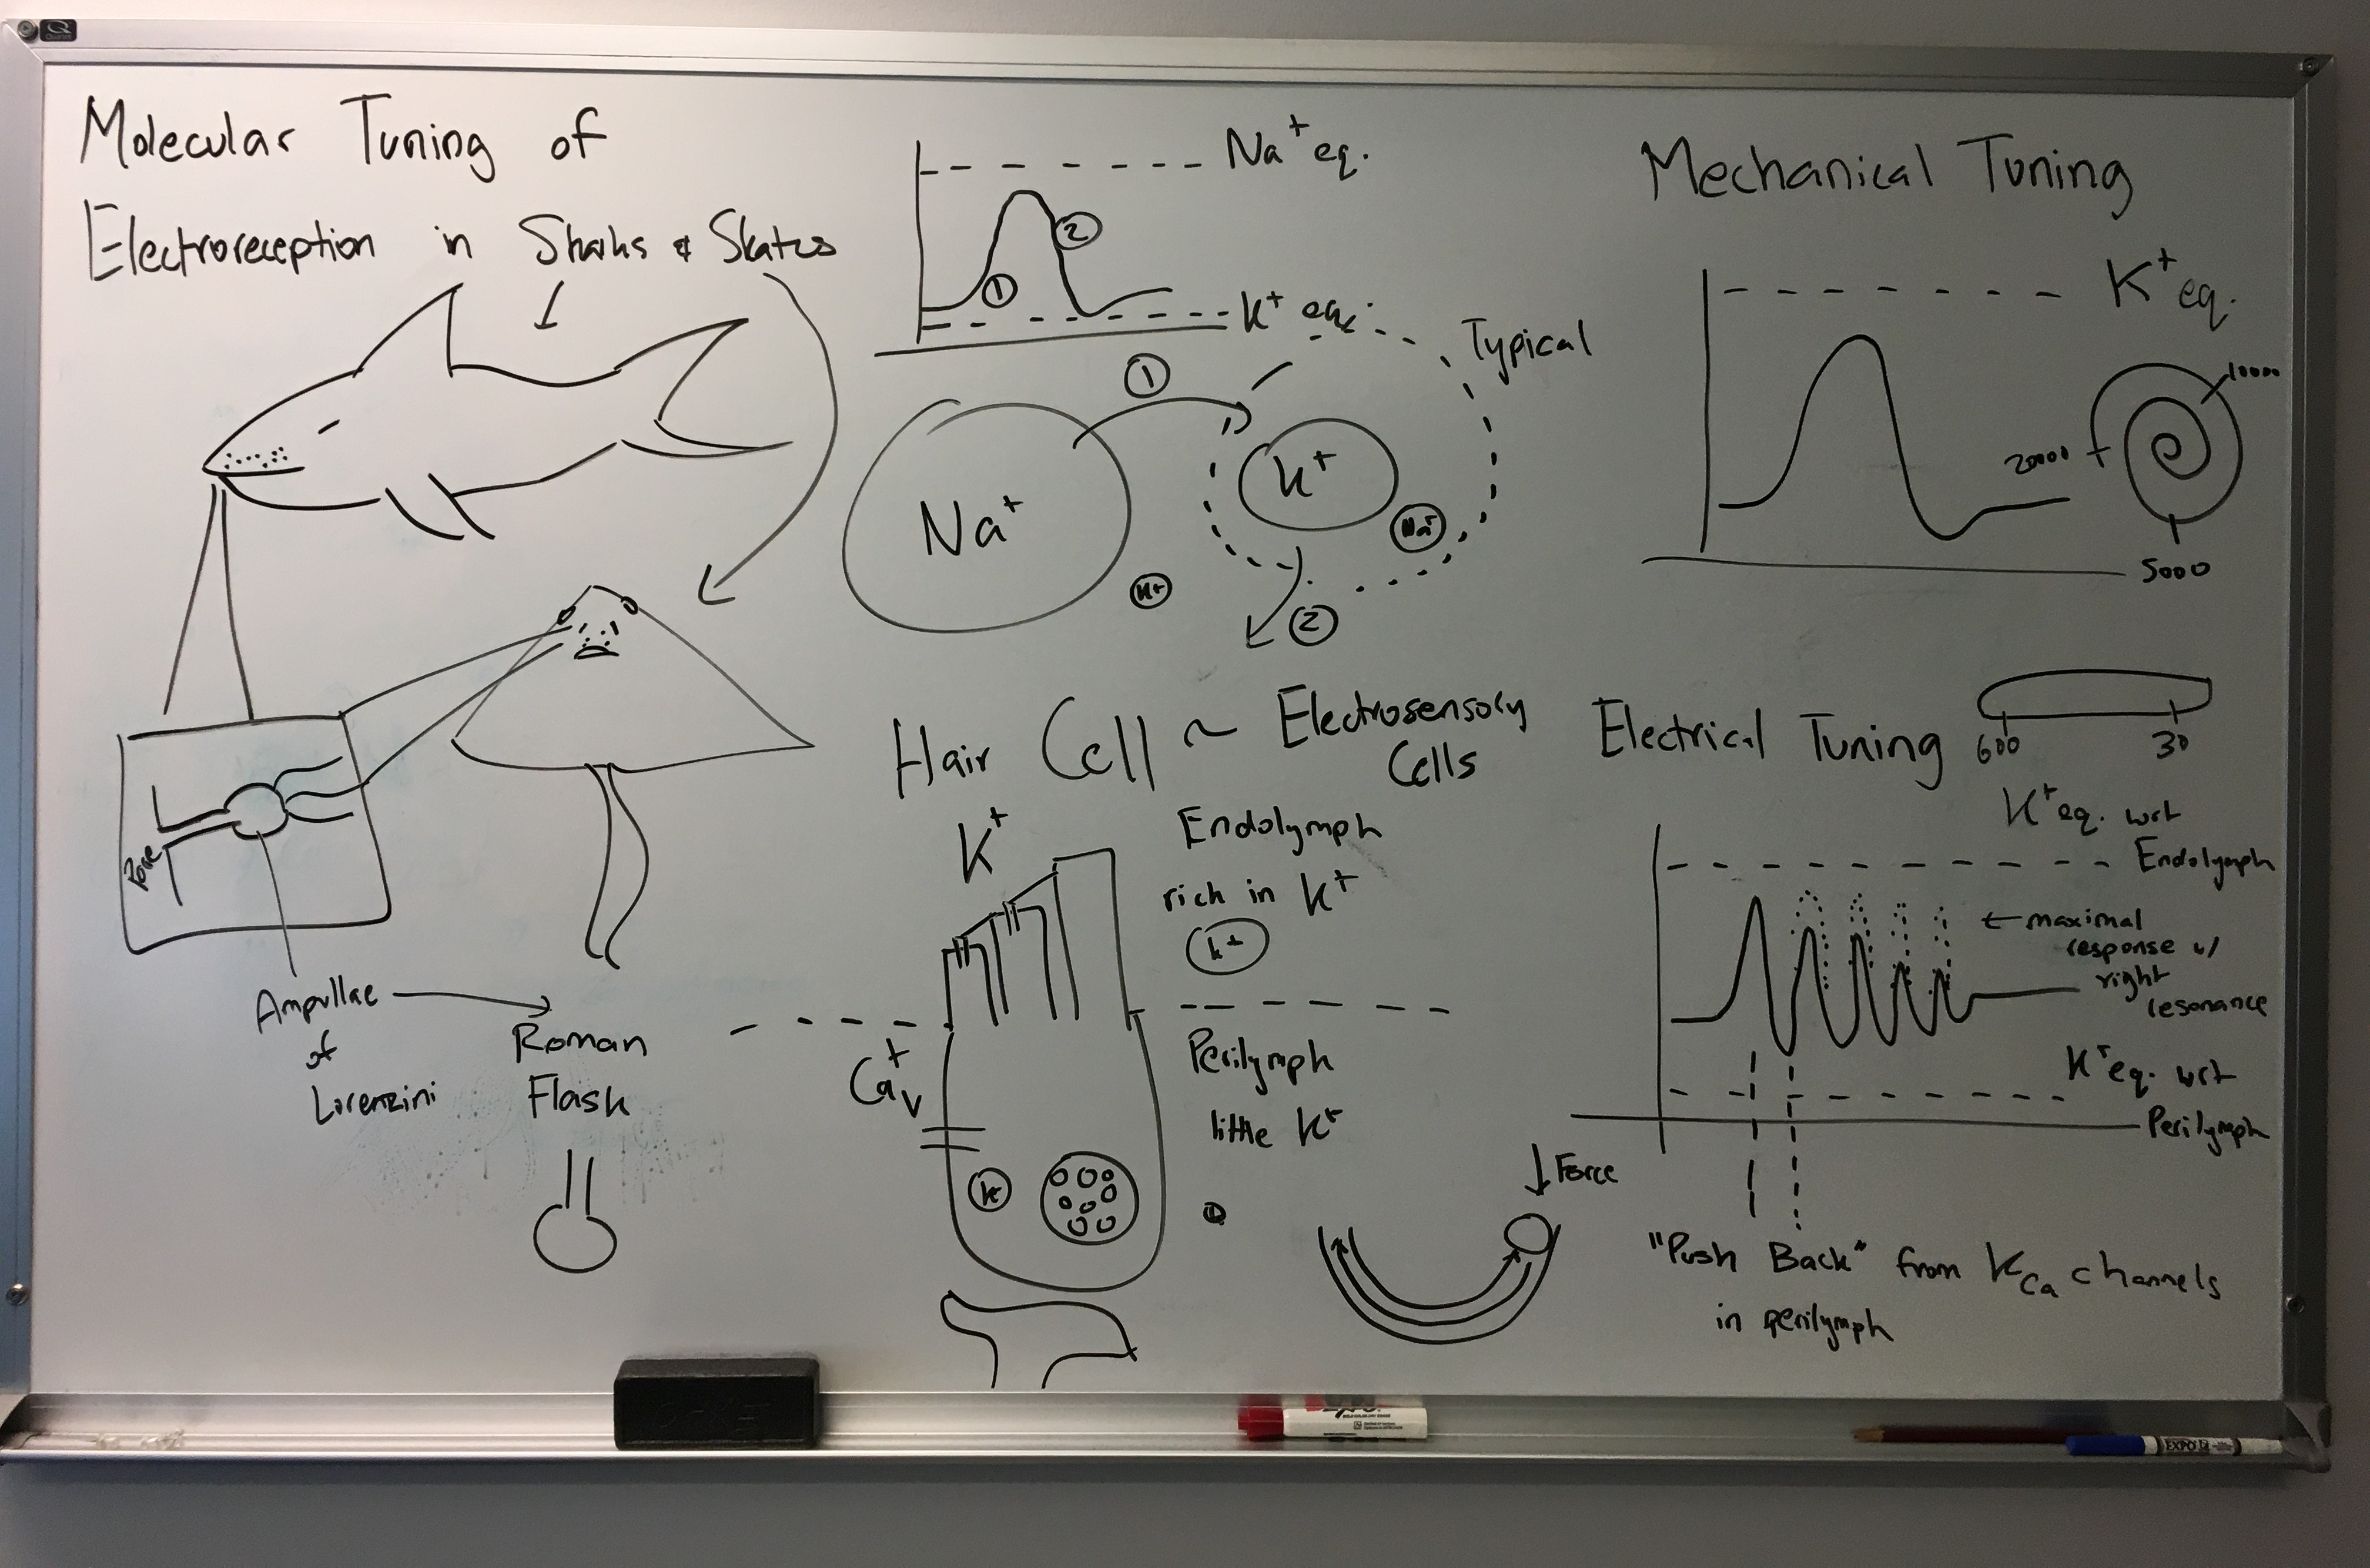 Molecular Tuning of
Electroreception in Sharks & Skates
Pore
Ampullae
of
Lorenzini
Roman
Flask
Na+ eq.
K+ eq.
1
2
Typical
1
Na+
K+
Na+
K+
2
Hair Cell ~ Electrosensory
Cells
K+
Endolymph
rich in K+
K+
Ca+v
Perilymph
little K+
K+
Force
Mechanical Tuning
K+ eq.
10000
20000
5000
Electrical Tuning
600
30
K+ eq. wrt
Endolymph
← maximal
response w/
right
resonance
K+ eq. wrt
Perilymph
"Push Back" from KCa channels
in perilymph
EXPO